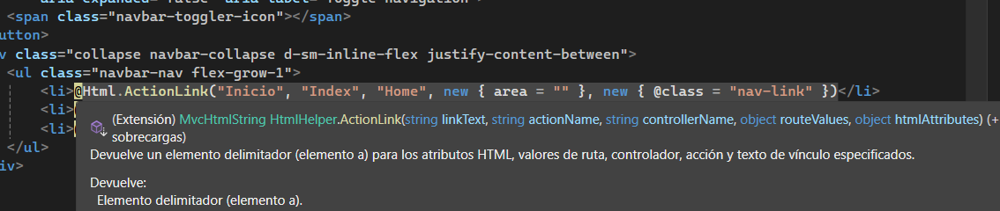 <span class="navbar-toggler-icon"></span>
utton>
v class="collapse navbar-collapse d-sm-inline-flex justify-content-between">
<ul class="navbar-nav flex-grow-1">
<li>@Html.ActionLink("Inicio", "Index", "Home", new { area = "" }, new { @class = "nav-link" })</li>
<li>
(Extensión) MvcHtmlString HtmlHelper.ActionLink(string linkText, string actionName, string controllerName, object routeValues, object htmlAttributes) (+
<li>
sobrecargas)
</ul>
Devuelve un elemento delimitador (elemento a) para los atributos HTML, valores de ruta, controlador, acción y texto de vínculo especificados.
iv>
Devuelve:
Elemento delimitador (elemento a).